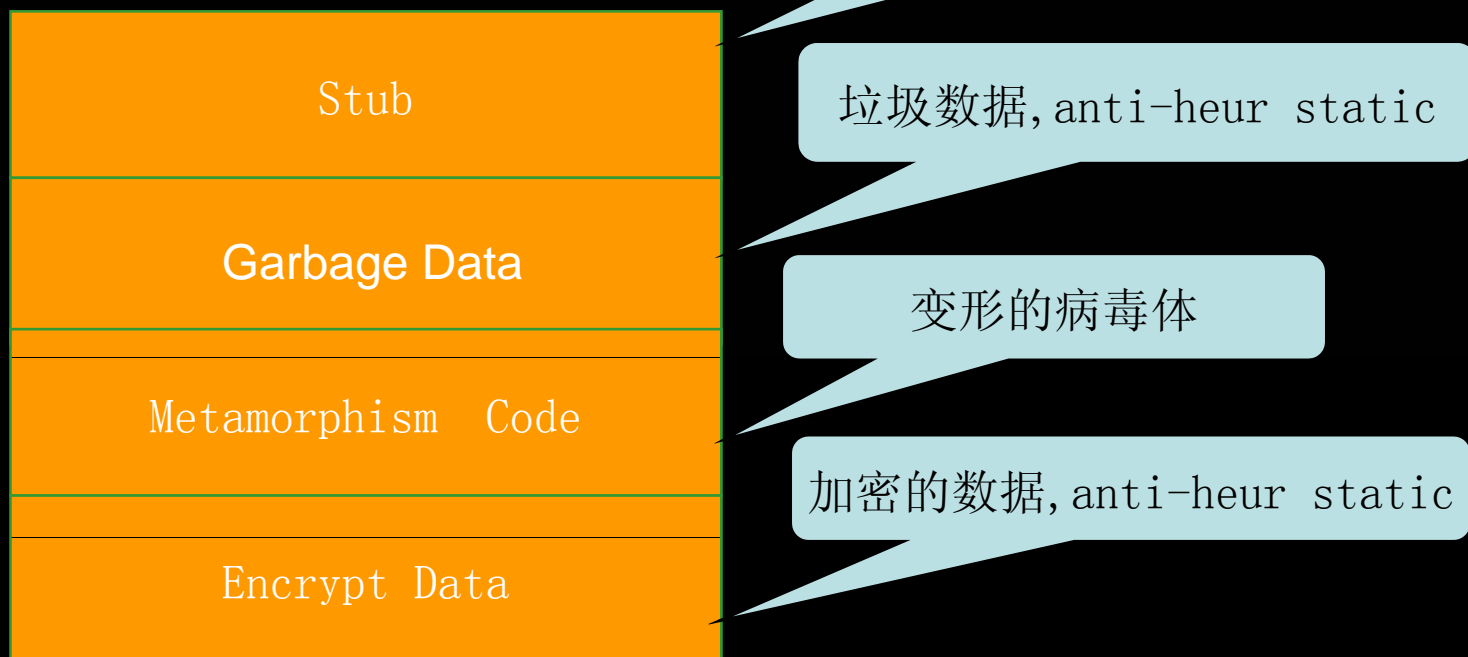 Stub
垃圾数据,anti-heur static
Garbage Data
变形的病毒体
Metamorphism Code
加密的数据,anti-heur static
Encrypt Data